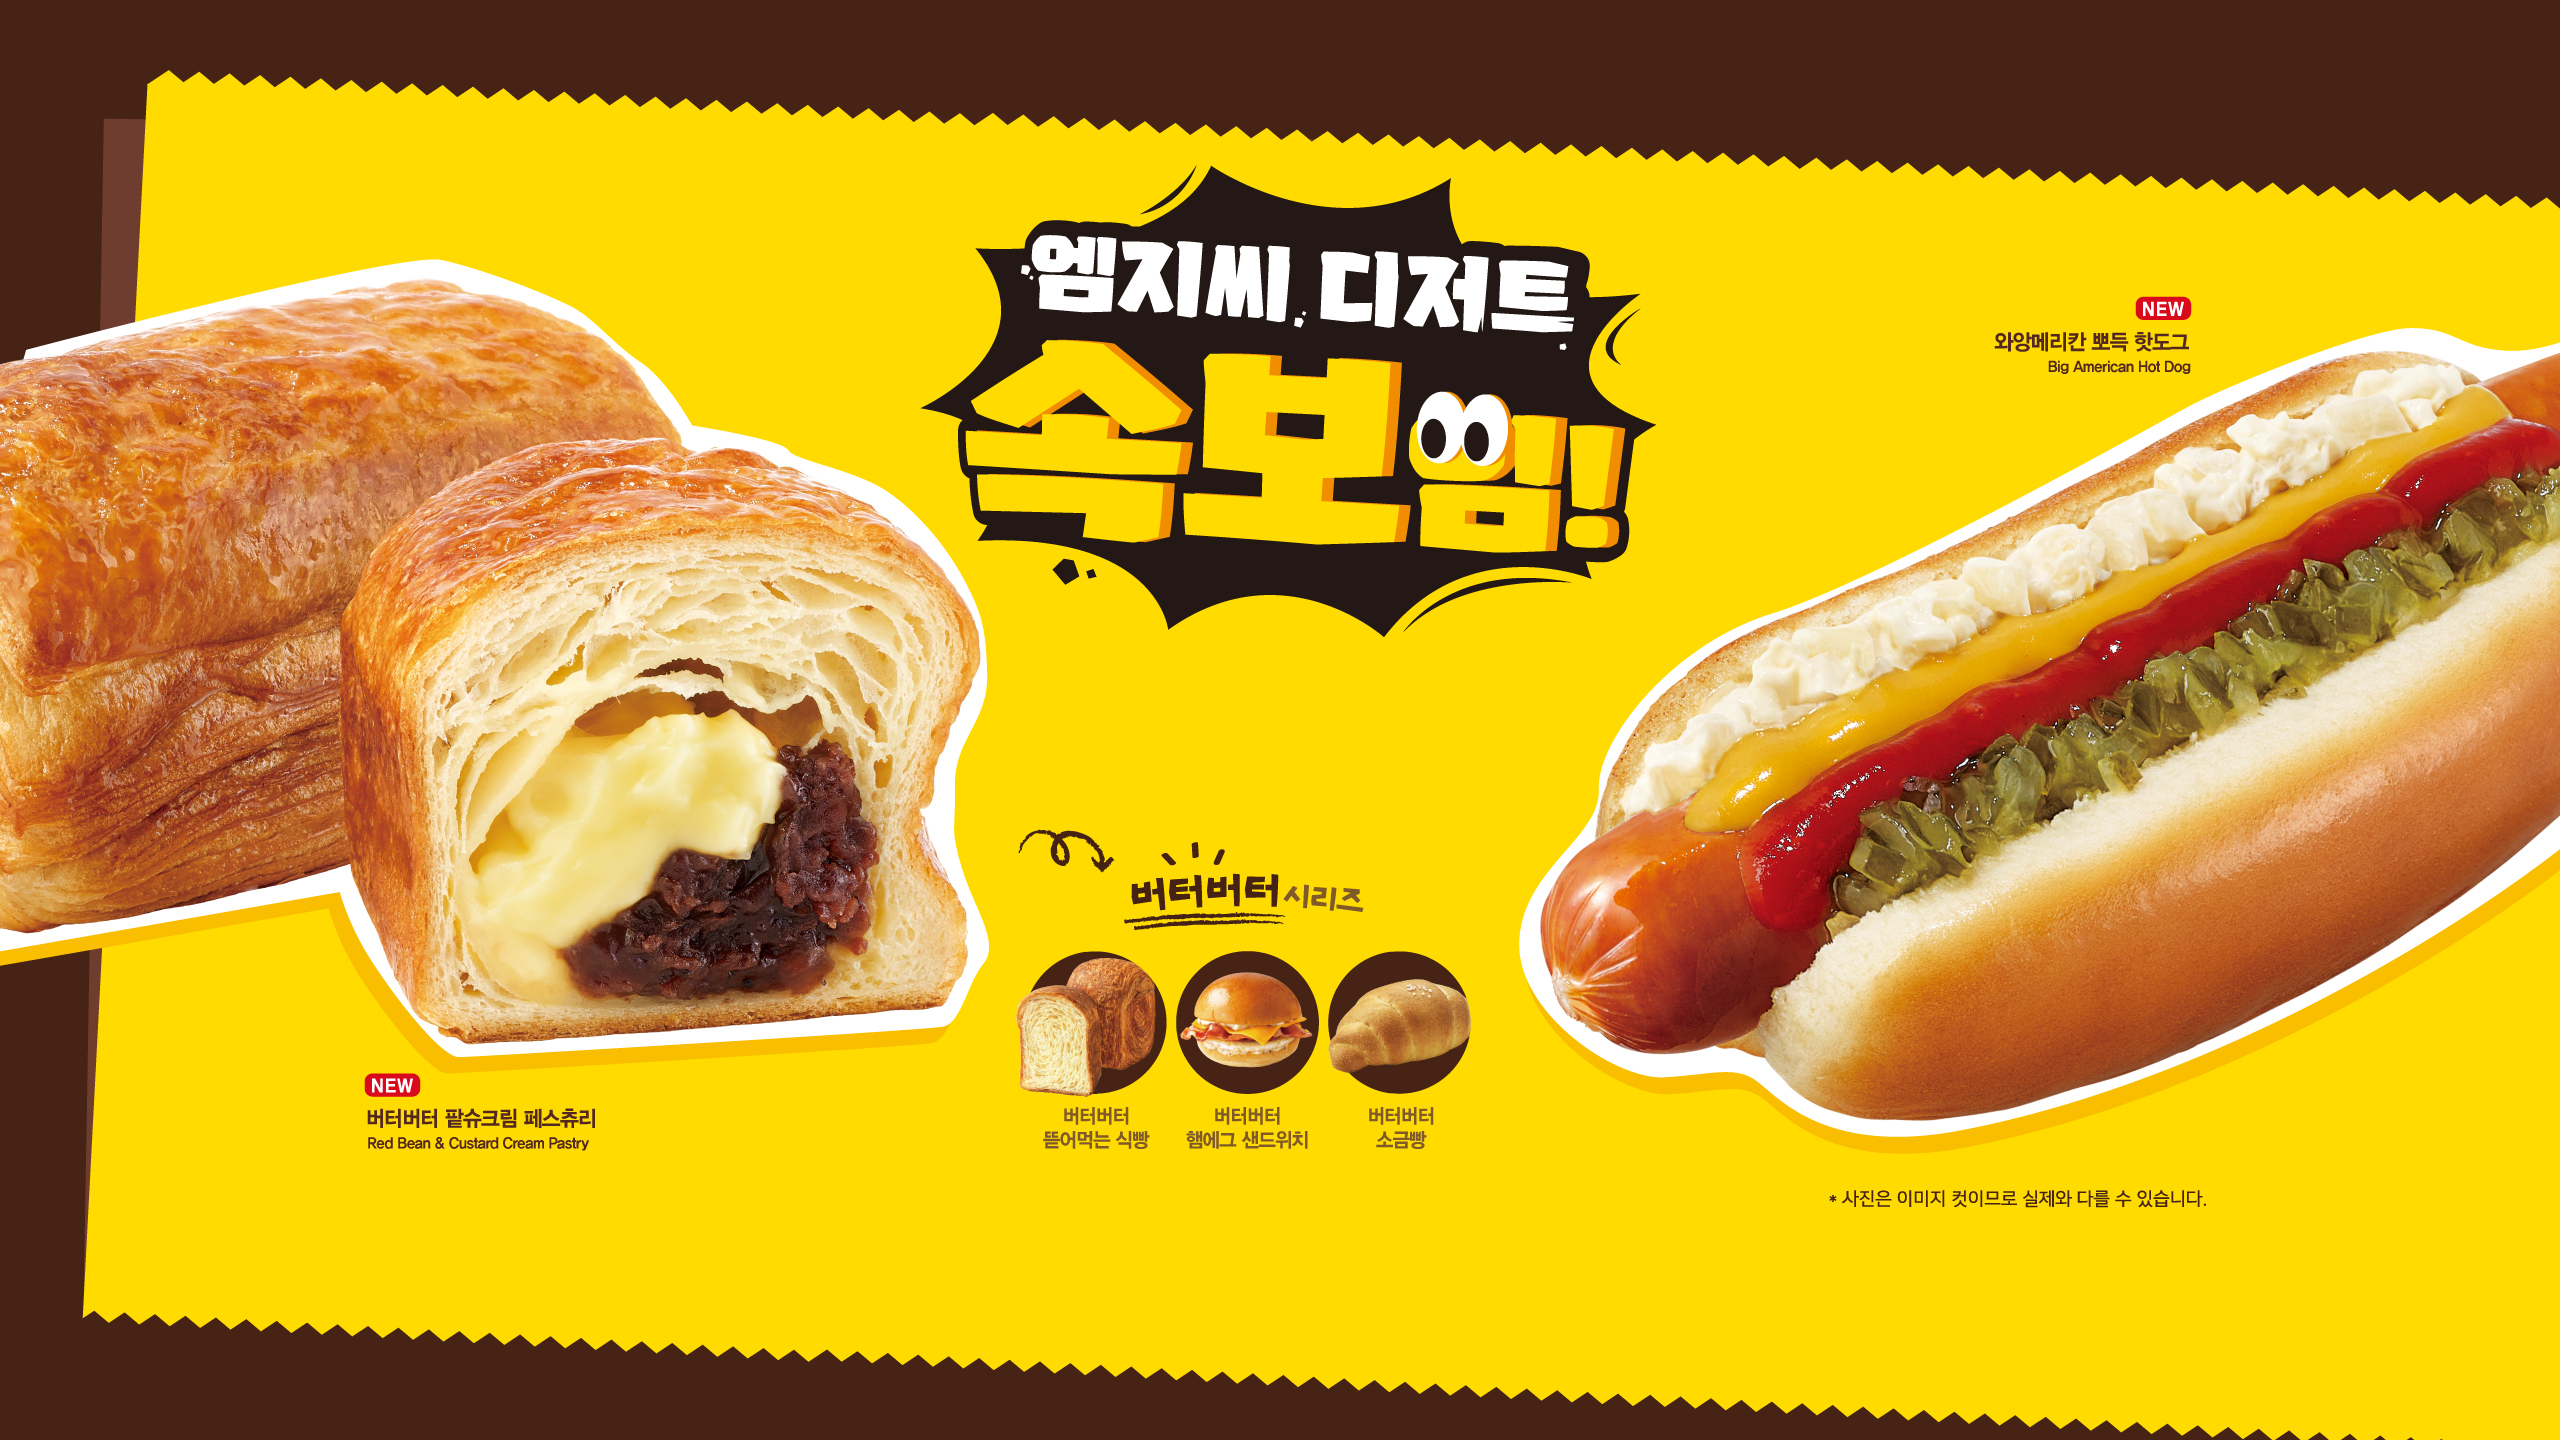 엠지씨 디저트
속보임!
NEW
와앙메리칸 뽀득 핫도그
Big American Hot Dog
버터버터 시리즈
버터버터
뜯어먹는 식빵
버터버터
햄에그 샌드위치
버터버터
소금빵
NEW
버터버터 팥슈크림 페스츄리
Red Bean & Custard Cream Pastry
* 사진은 이미지 컷이므로 실제와 다를 수 있습니다.